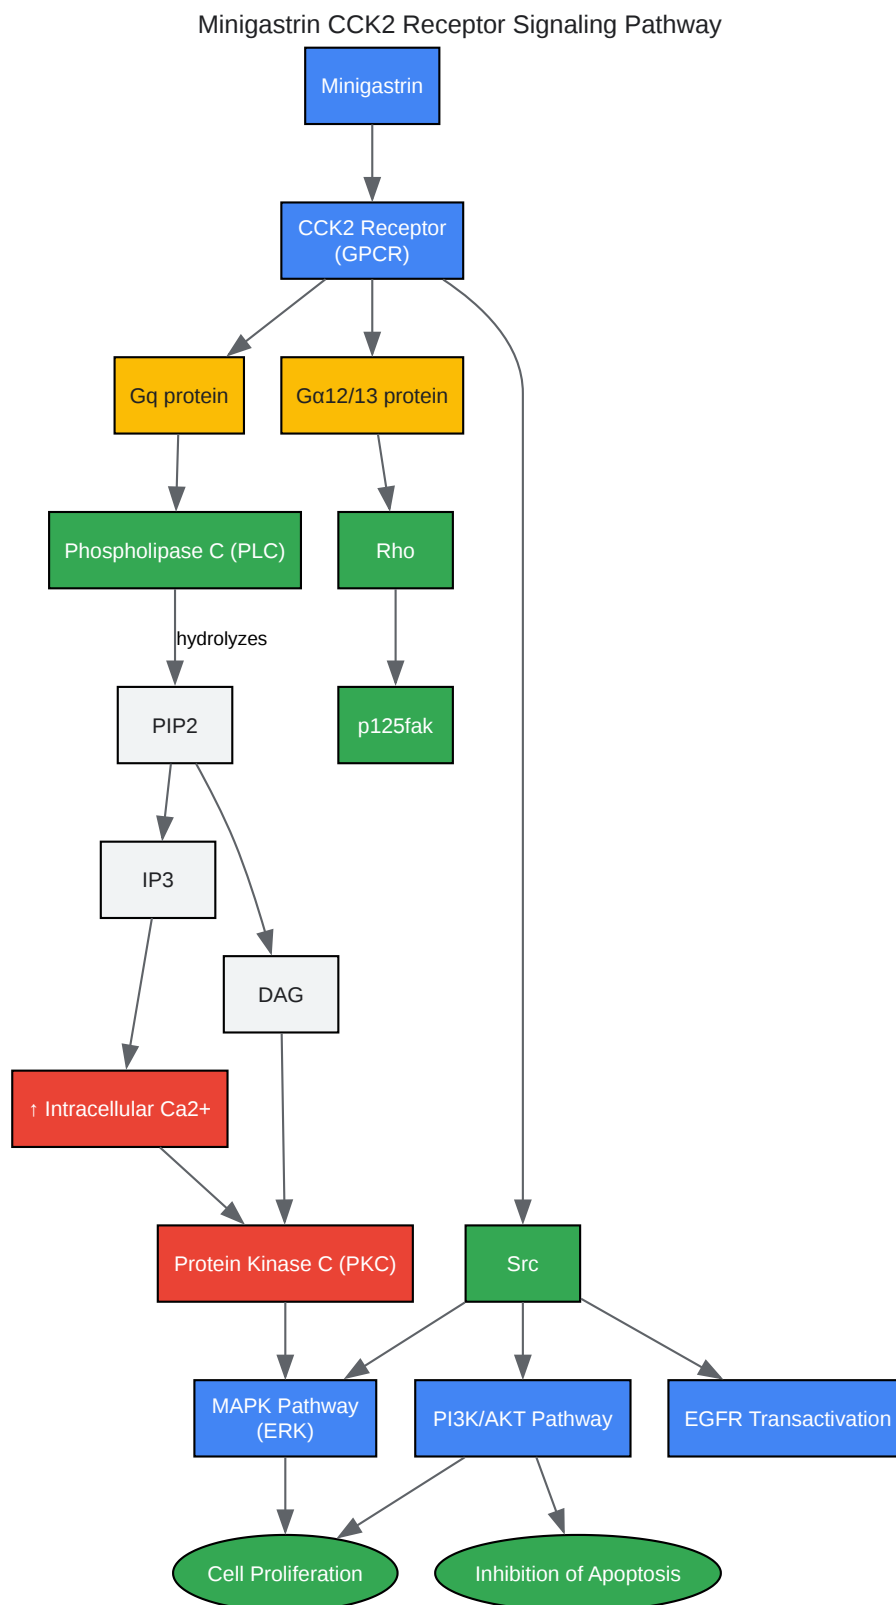 Minigastrin CCK2 Receptor Signaling Pathway
Minigastrin
CCK2 Receptor
(GPCR)
Gq protein
Gα12/13 protein
Phospholipase C (PLC)
Rho
hydrolyzes
PIP2
p125fak
IP3
DAG
↑ Intracellular Ca2+
Protein Kinase C (PKC)
Src
MAPK Pathway
(ERK)
PI3K/AKT Pathway
EGFR Transactivation
Cell Proliferation
Inhibition of Apoptosis